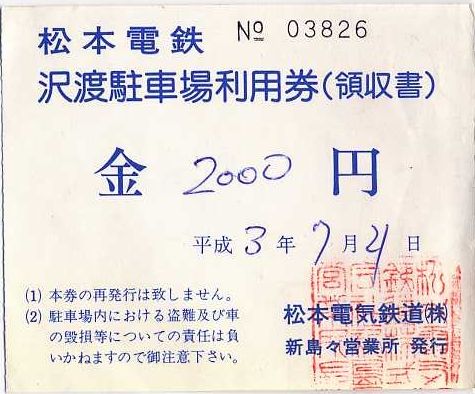 松本電鉄 № 03826
沢渡駐車場利用券(領収書)
金 2000 円
平成 3 年 7 月 21 日
(1) 本券の再発行は致しません。
(2) 駐車場内における盗難及び車
の毀損等についての責任は負
いかねますので御注意下さい。
松本電気鉄道㈱
新島々営業所 発行